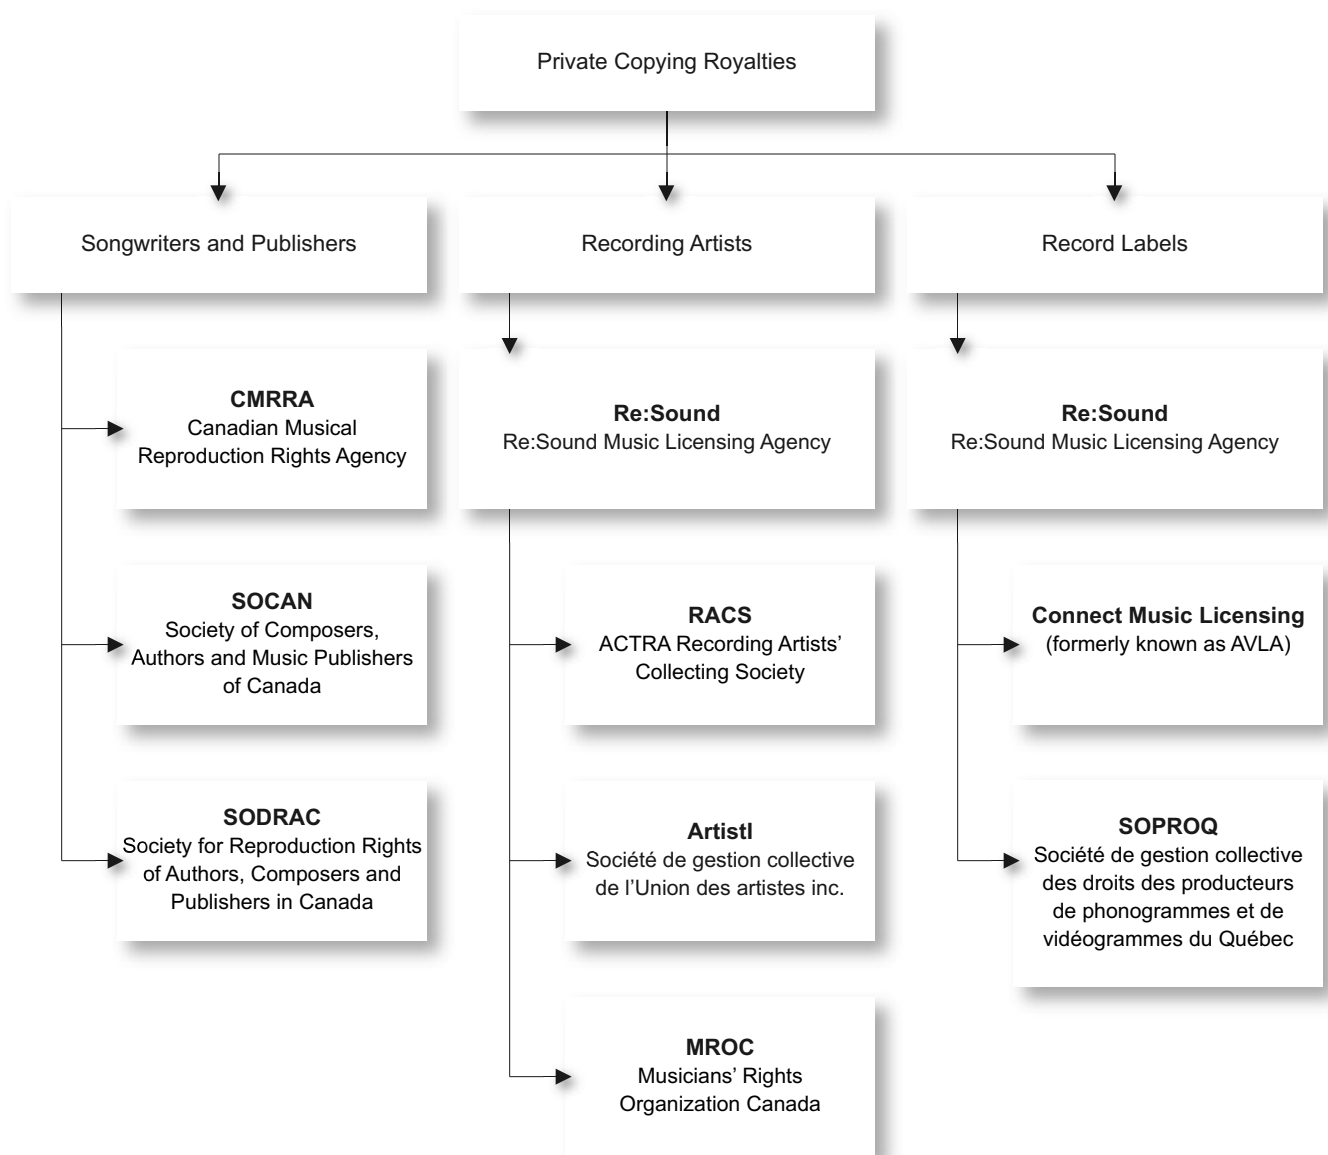 Private Copying Royalties
Songwriters and Publishers
Recording Artists
Record Labels
CMRRA
Canadian Musical
Reproduction Rights Agency
Re:Sound
Re:Sound Music Licensing Agency
Re:Sound
Re:Sound Music Licensing Agency
SOCAN
Society of Composers,
Authors and Music Publishers
of Canada
RACS
ACTRA Recording Artists’
Collecting Society
Connect Music Licensing
(formerly known as AVLA)
SODRAC
Society for Reproduction Rights
of Authors, Composers and
Publishers in Canada
ArtistI
Société de gestion collective
de l’Union des artistes inc.
SOPROQ
Société de gestion collective
des droits des producteurs
de phonogrammes et de
vidéogrammes du Québec
MROC
Musicians’ Rights
Organization Canada